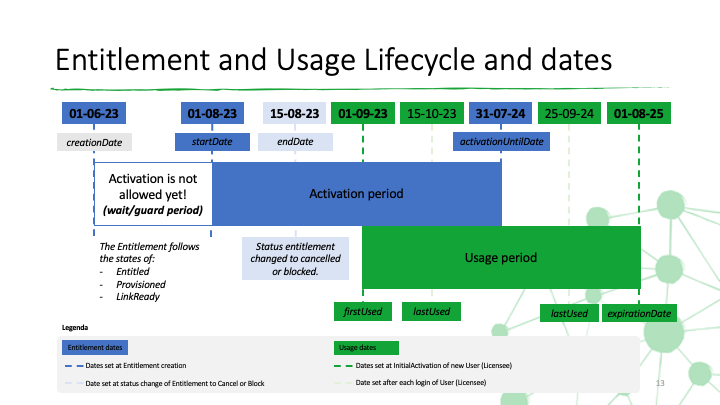 Entitlement and Usage Lifecycle and dates
01-06-23 01-08-23 15-08-23 01-09-23 15-10-23 31-07-24 25-09-24 01-08-25
creationDate startDate endDate activationUntilDate
Activation is not
allowed yet!
(wait/guard period)
Activation period
The Entitlement follows
the states of:
- Entitled
- Provisioned
- LinkReady
Status entitlement
changed to cancelled
or blocked.
Usage period
firstUsed lastUsed lastUsed expirationDate
Legenda
Entitlement dates
Dates set at Entitlement creation
Date set at status change of Entitlement to Cancel or Block
Usage dates
Dates set at InitialActivation of new User (Licensee)
Date set after each login of User (Licensee)
13